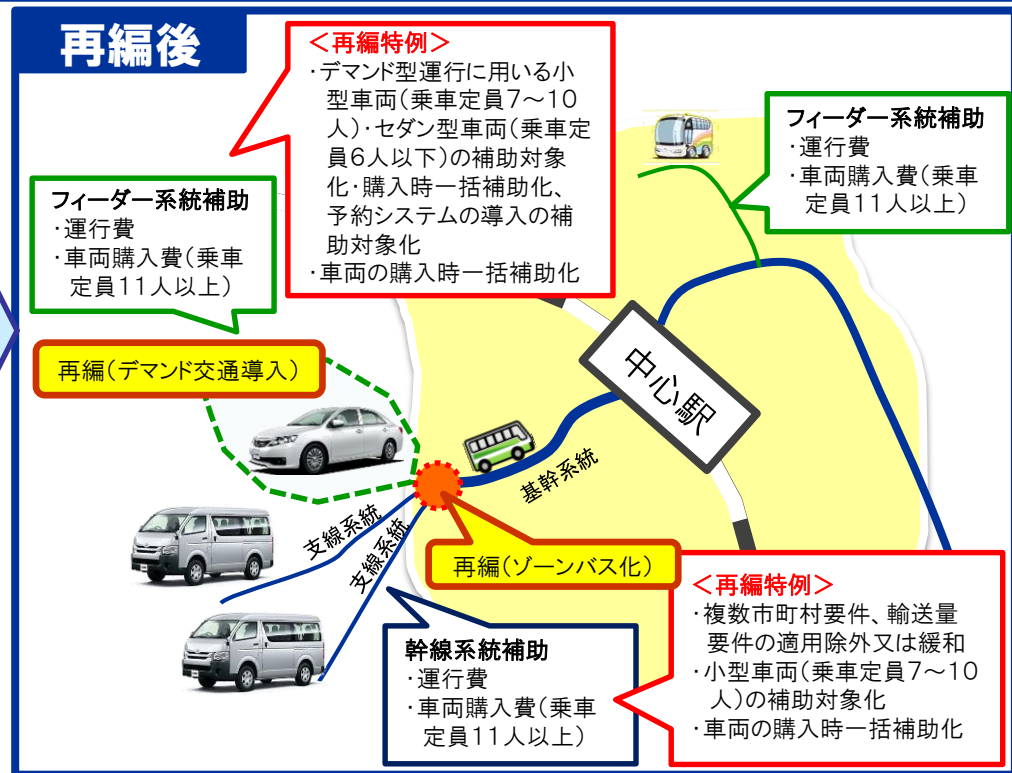 再編後
＜再編特例＞
・デマンド型運行に用いる小
型車両（乗車定員７～１０
人）・セダン型車両（乗車定
員６人以下）の補助対象
化・購入時一括補助化、
予約システムの導入の補
助対象化
・車両の購入時一括補助化
フィーダー系統補助
・運行費
・車両購入費（乗車
定員１１人以上）
フィーダー系統補助
・運行費
・車両購入費（乗車
定員１１人以上）
再編（デマンド交通導入）
中心駅
基幹系統
支線系統
支線系統
再編（ゾーンバス化）
幹線系統補助
・運行費
・車両購入費（乗車
定員１１人以上）
＜再編特例＞
・複数市町村要件、輸送量
要件の適用除外又は緩和
・小型車両（乗車定員７～１０
人）の補助対象化
・車両の購入時一括補助化